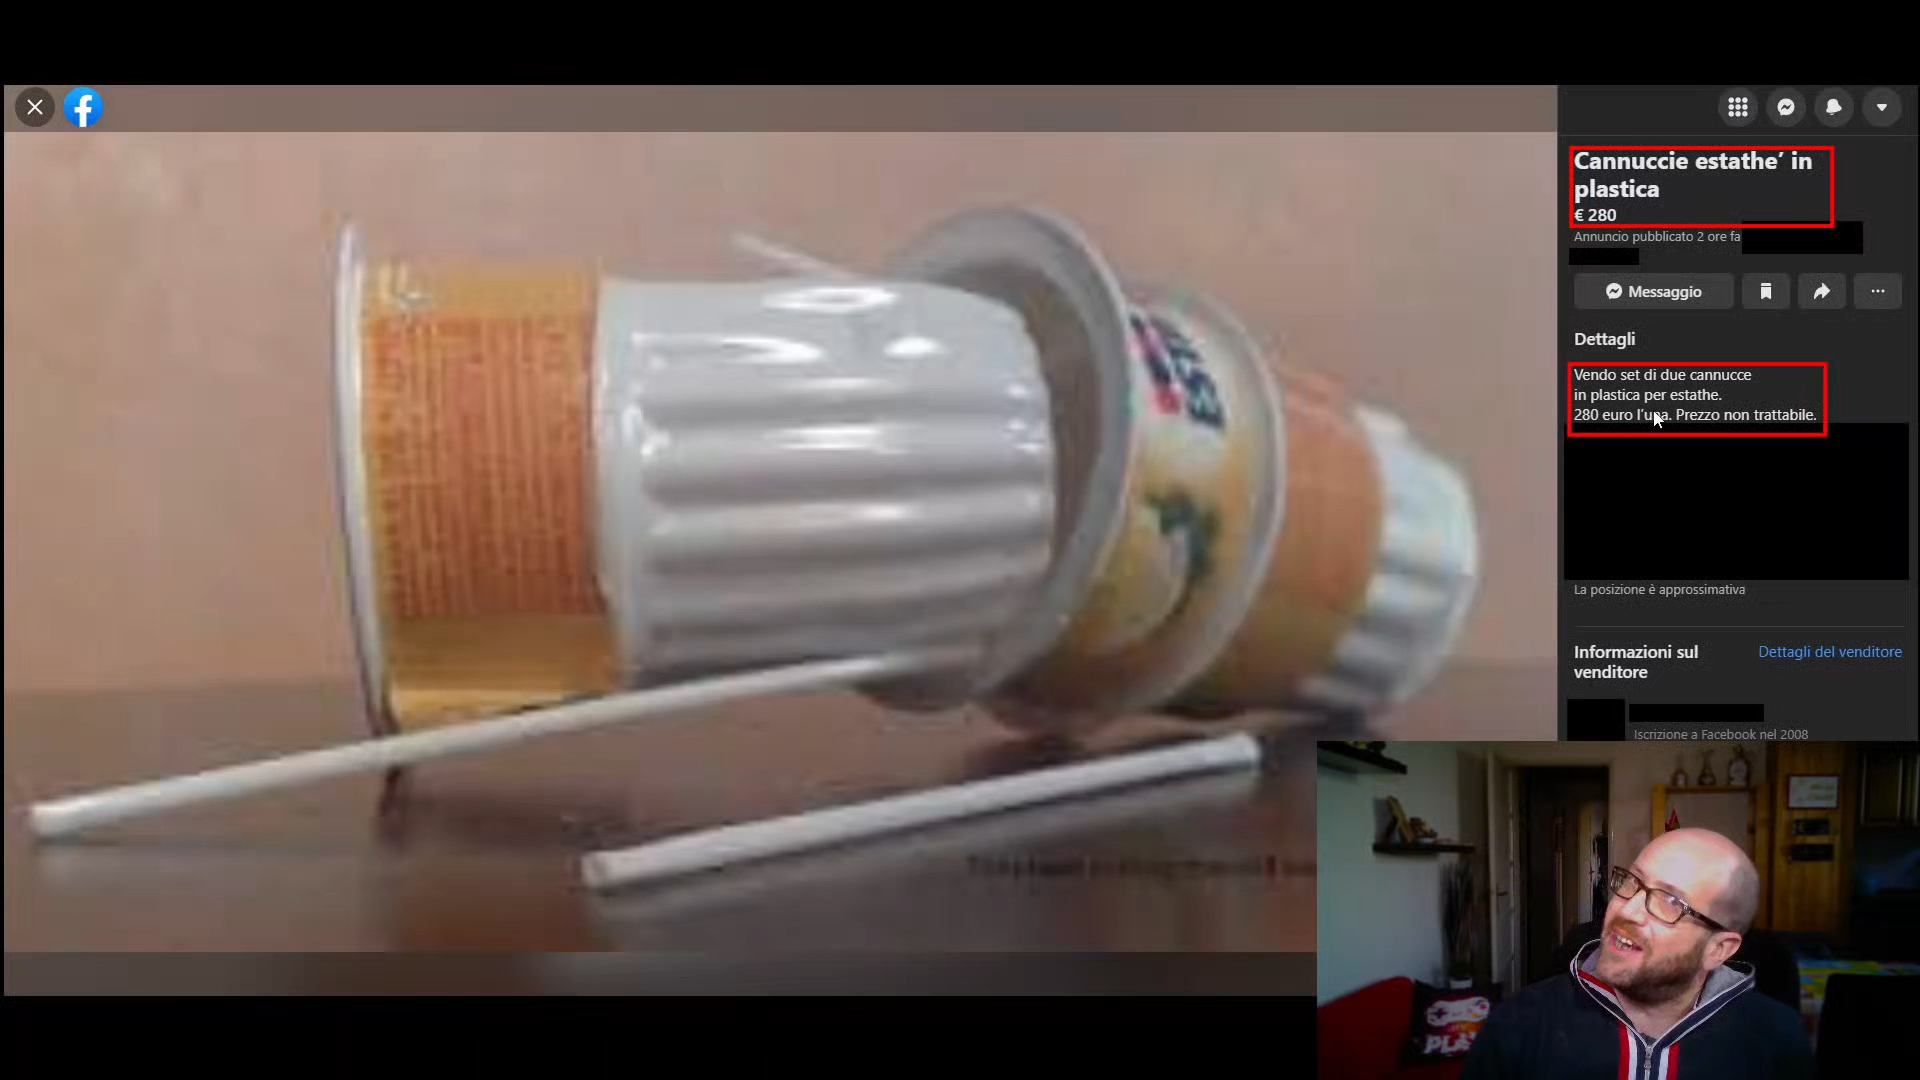 Cannuccie estathe’ in
plastica
€ 280
Annuncio pubblicato 2 ore fa
Messaggio
Dettagli
Vendo set di due cannucce
in plastica per estathe.
280 euro l'una. Prezzo non trattabile.
La posizione è approssimativa
Informazioni sul
venditore
Dettagli del venditore
Iscrizione a Facebook nel 2008